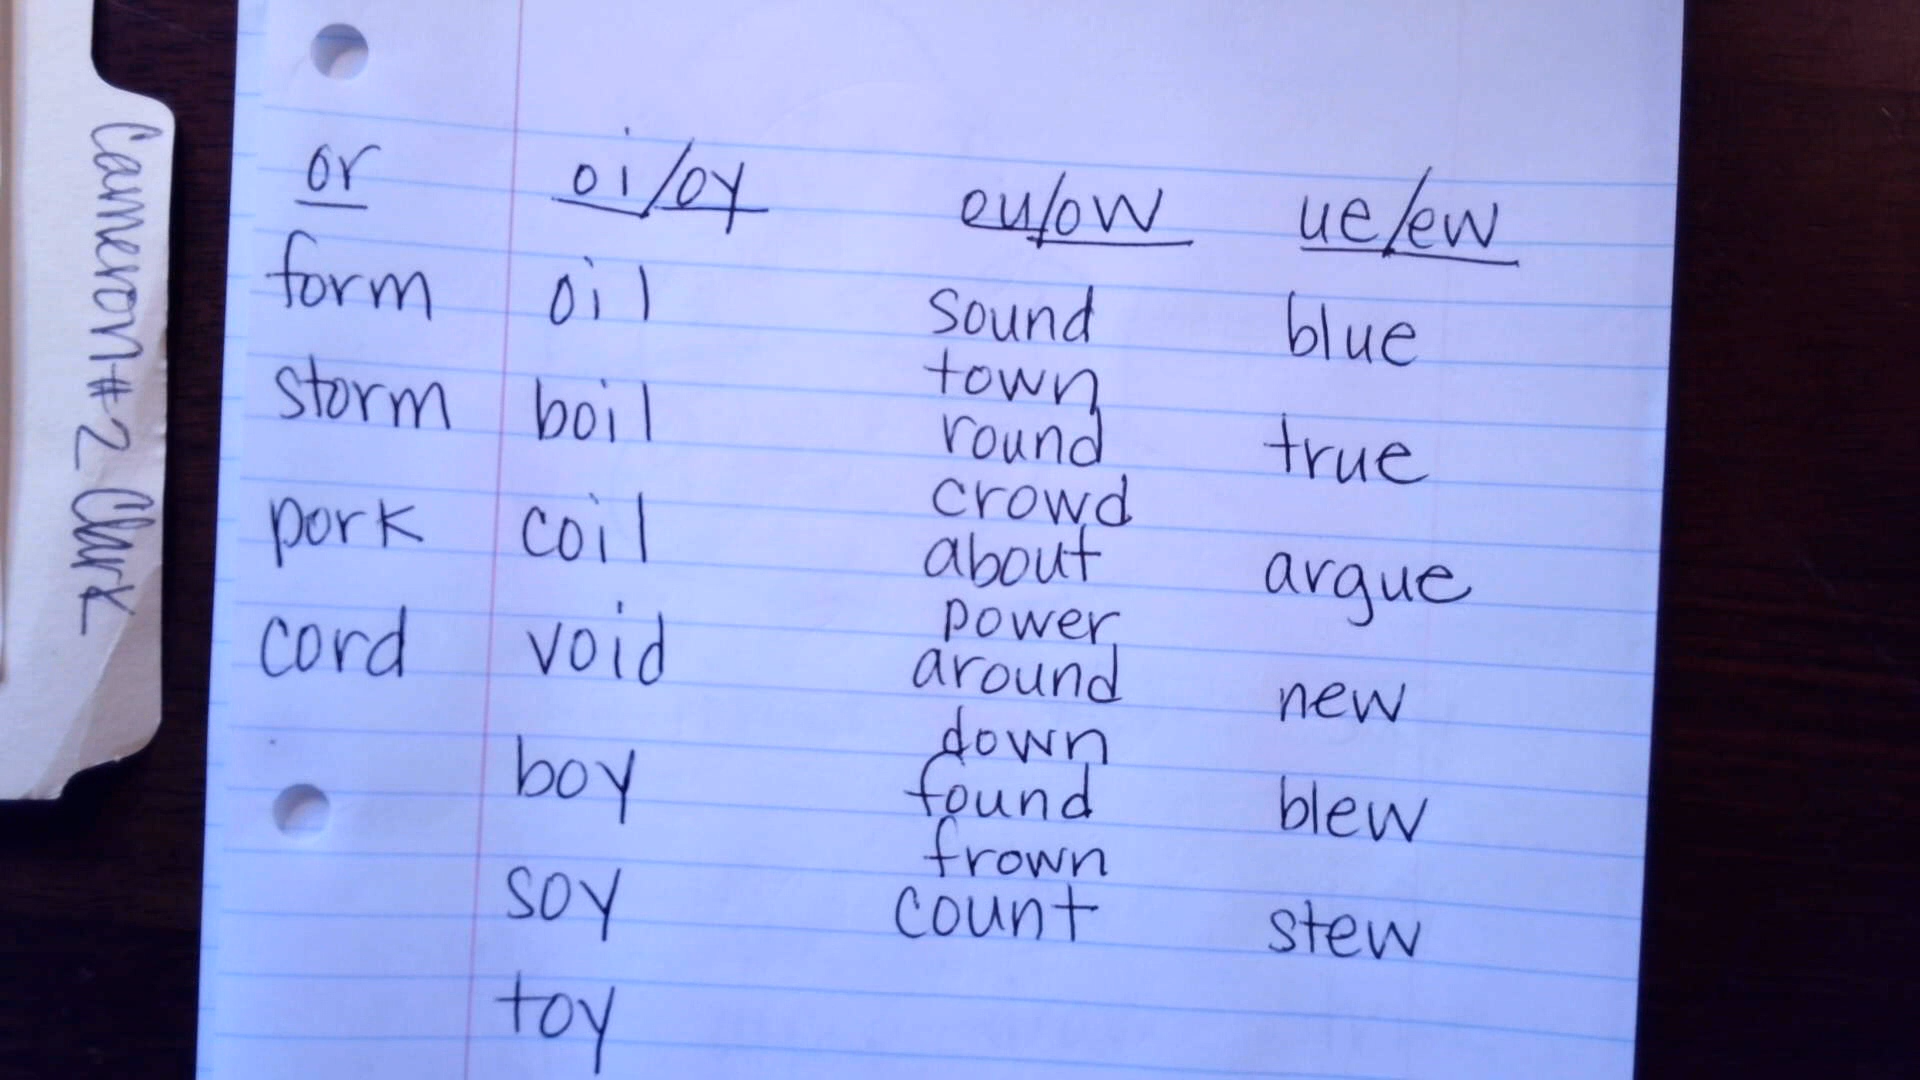 Cameron #2 Clark
or oi/oy ou/ow ue/ew
form oil sound blue
town
storm boil round true
crowd
pork coil about argue
power
cord void around new
down
boy found blew
frown
soy count stew
toy